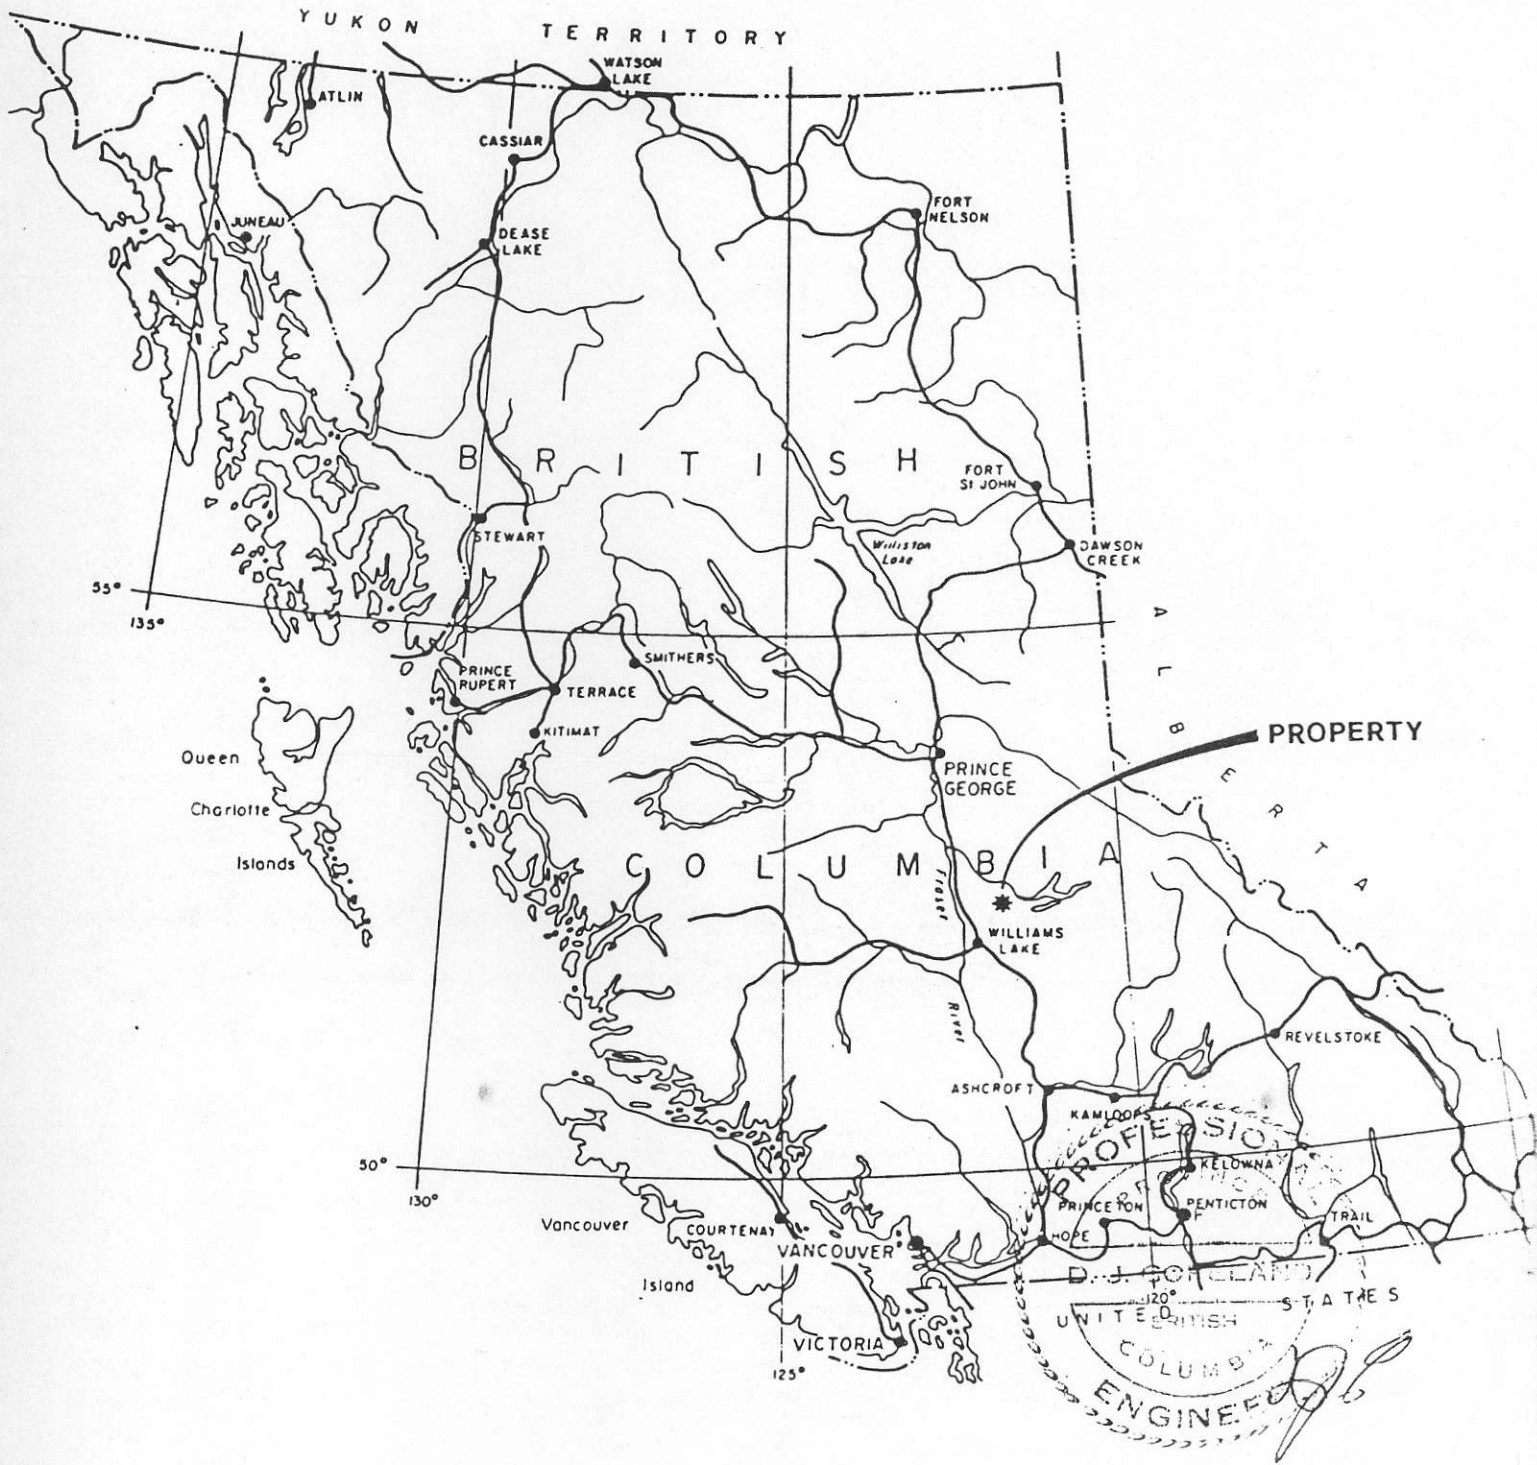 YUKON TERRITORY
WATSON
LAKE
ATLIN
CASSIAR
FORT
NELSON
JUNEAU
DEASE
LAKE
BRITISH
FORT
ST JOHN
STEWART
Williston
Lake
DAWSON
CREEK
55°
135°
ALBERTA
SMITHERS
PRINCE
RUPERT
TERRACE
KITIMAT
PROPERTY
Queen
Charlotte
Islands
PRINCE
GEORGE
COLUMBIA
Fraser
River
WILLIAMS
LAKE
REVELSTOKE
ASHCROFT
KAMLOOPS
50°
130°
KELOWNA
PRINCETON
PENTICTON
TRAIL
Vancouver
Island
COURTENAY
VANCOUVER
HOPE
VICTORIA
125°
120°
UNITED STATES
PROFESSION
D. J. COPELAND
BRITISH
COLUMBIA
ENGINEER